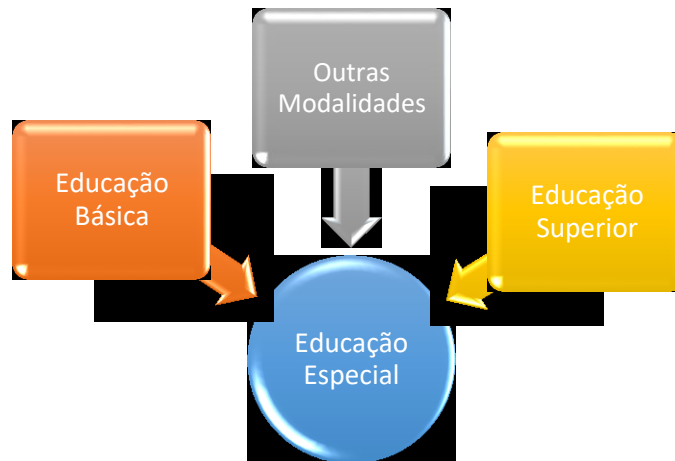 Outras
Modalidades
Educação
Básica
Educação
Superior
Educação
Especial